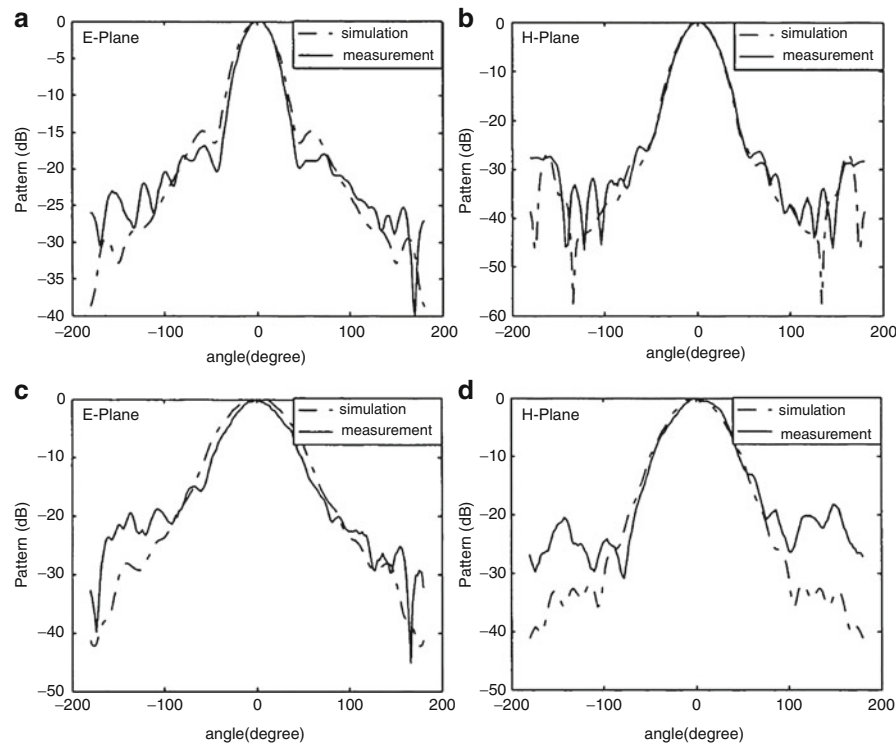 a
E-Plane
simulation
measurement
Pattern (dB)
0
−5
−10
−15
−20
−25
−30
−35
−40
−200
−100
0
100
200
angle(degree)
b
H-Plane
simulation
measurement
Pattern (dB)
0
−10
−20
−30
−40
−50
−60
−200
−100
0
100
200
angle(degree)
c
E-Plane
simulation
measurement
Pattern (dB)
0
−10
−20
−30
−40
−50
−200
−100
0
100
200
angle(degree)
d
H-Plane
simulation
measurement
Pattern (dB)
0
−10
−20
−30
−40
−50
−200
−100
0
100
200
angle(degree)